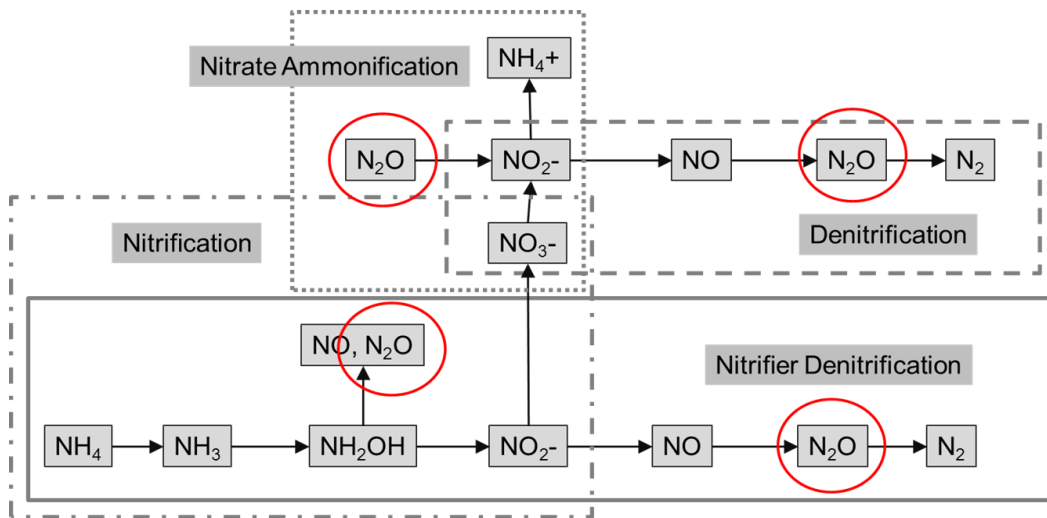 Nitrate Ammonification
NH₄+
N₂O
NO₂-
NO
N₂O
N₂
Nitrification
NO₃-
Denitrification
NO, N₂O
Nitrifier Denitrification
NH₄
NH₃
NH₂OH
NO₂-
NO
N₂O
N₂